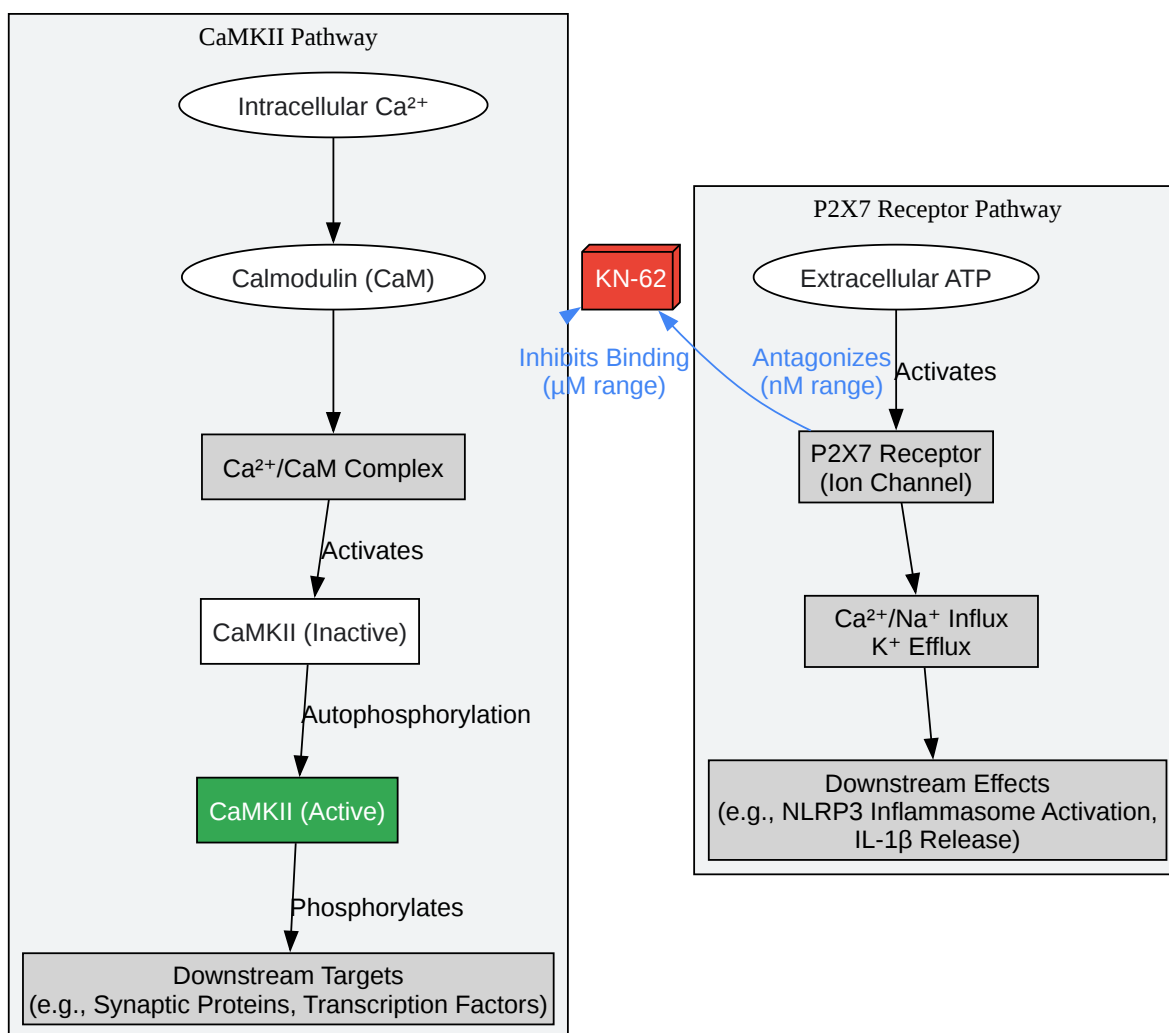 CaMKII Pathway
Intracellular Ca²⁺
Calmodulin (CaM)
Ca²⁺/CaM Complex
Activates
CaMKII (Inactive)
Autophosphorylation
CaMKII (Active)
Phosphorylates
Downstream Targets
(e.g., Synaptic Proteins, Transcription Factors)
KN-62
Inhibits Binding
(µM range)
Antagonizes
(nM range)
P2X7 Receptor Pathway
Extracellular ATP
Activates
P2X7 Receptor
(Ion Channel)
Ca²⁺/Na⁺ Influx
K⁺ Efflux
Downstream Effects
(e.g., NLRP3 Inflammasome Activation,
IL-1β Release)